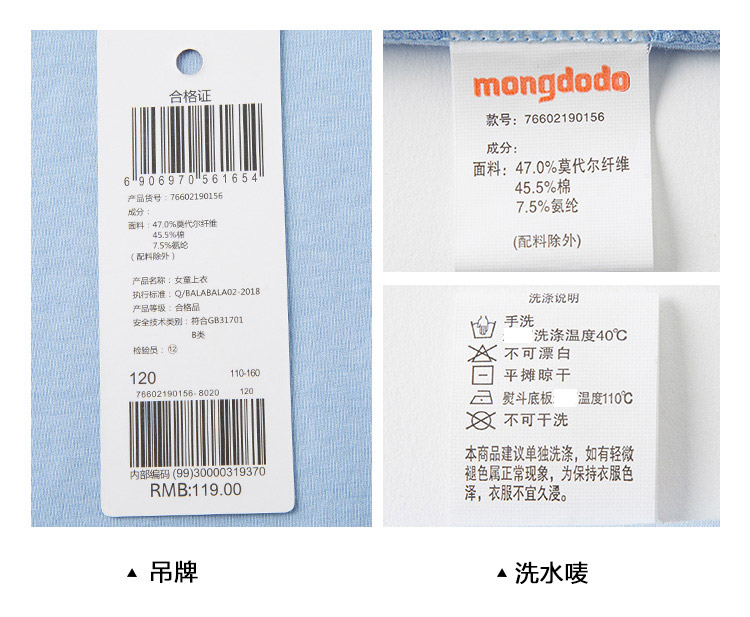 合格证
6 906970 561654
产品货号：76602190156
成分：
面料：47.0%莫代尔纤维
45.5%棉
7.5%氨纶
(配料除外)
产品名称：女童上衣
执行标准：Q/BALABALA02-2018
产品等级：合格品
安全技术类别：符合GB31701
B类
检验员：⑫
120 110-160
76602190156-8020 120
内部编码 (99)30000319370
RMB:119.00
▲ 吊牌
mongdodo
款号：76602190156
成分：
面料：47.0%莫代尔纤维
45.5%棉
7.5%氨纶
(配料除外)
洗涤说明
手洗
洗涤温度40℃
不可漂白
平摊晾干
熨斗底板 温度110℃
不可干洗
本商品建议单独洗涤，如有轻微
褪色属正常现象，为保持衣服色
泽，衣服不宜久浸。
▲ 洗水唛